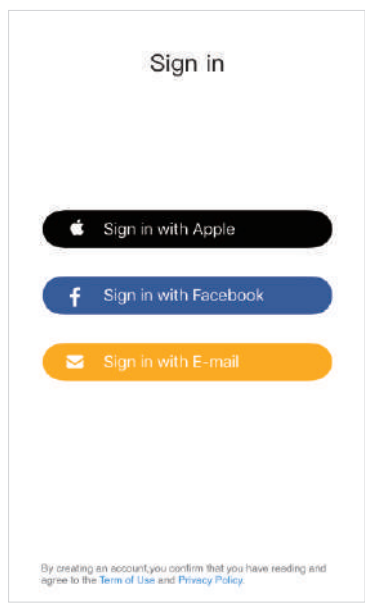 Sign in
Sign in with Apple
Sign in with Facebook
Sign in with E-mail
By creating an account,you confirm that you have reading and
agree to the Term of Use and Privacy Policy.